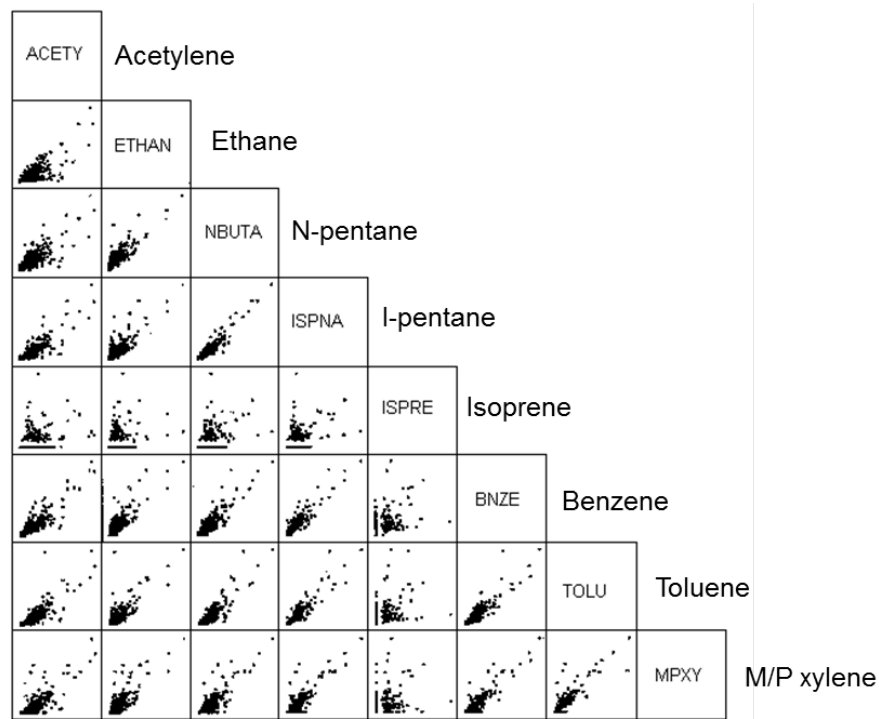 ACETY Acetylene
ETHAN Ethane
NBUTA N-pentane
ISPNA I-pentane
ISPRE Isoprene
BNZE Benzene
TOLU Toluene
MPXY M/P xylene